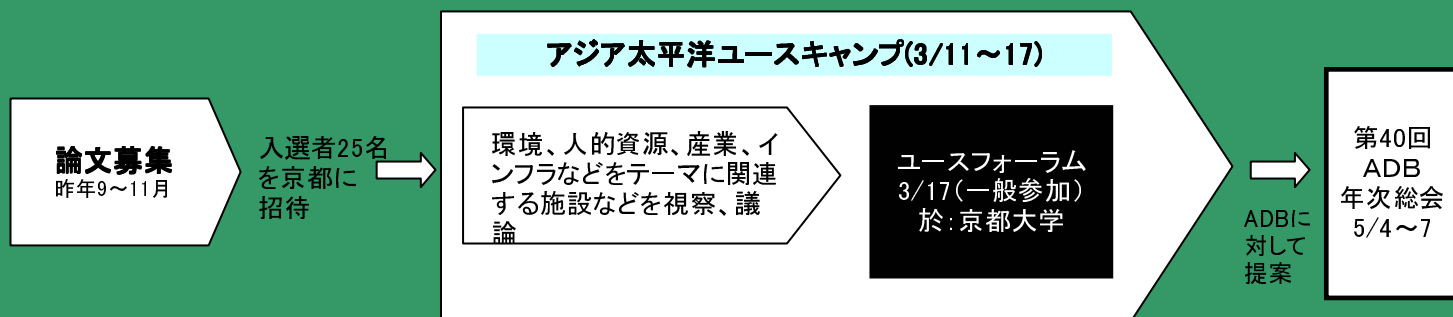 アジア太平洋ユースキャンプ(3/11～17)
論文募集
昨年9～11月
入選者25名
を京都に
招待
環境、人的資源、産業、イ
ンフラなどをテーマに関連
する施設などを視察、議
論
ユースフォーラム
3/17(一般参加)
於:京都大学
ADBに
対して
提案
第40回
ＡＤＢ
年次総会
5/4～7